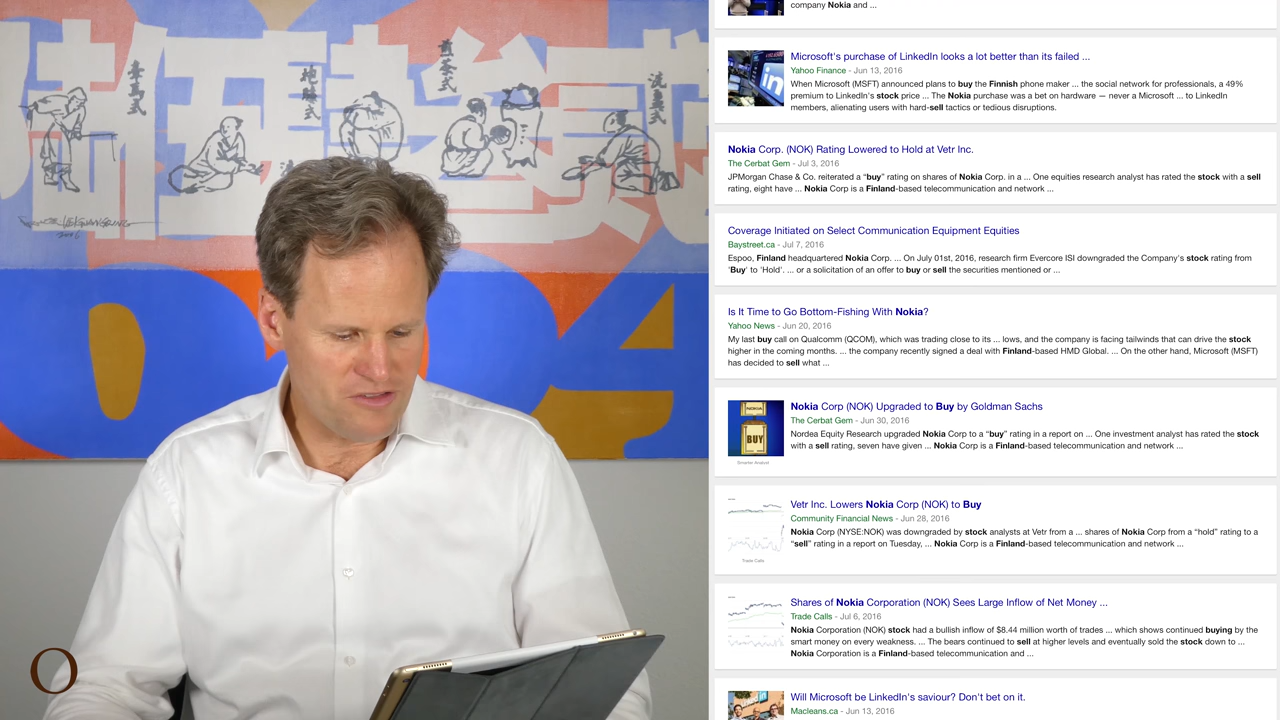 黃養式
地龍式
黃養式
流養式
2016
O
company Nokia and ...
Microsoft's purchase of LinkedIn looks a lot better than its failed ...
Yahoo Finance - Jun 13, 2016
When Microsoft (MSFT) announced plans to buy the Finnish phone maker ... the social network for professionals, a 49%
premium to LinkedIn's stock price ... The Nokia purchase was a bet on hardware — never a Microsoft ... to LinkedIn
members, alienating users with hard-sell tactics or tedious disruptions.
Nokia Corp. (NOK) Rating Lowered to Hold at Vetr Inc.
The Cerbat Gem - Jul 3, 2016
JPMorgan Chase & Co. reiterated a “buy” rating on shares of Nokia Corp. in a ... One equities research analyst has rated the stock with a sell
rating, eight have ... Nokia Corp is a Finland-based telecommunication and network ...
Coverage Initiated on Select Communication Equipment Equities
Baystreet.ca - Jul 7, 2016
Espoo, Finland headquartered Nokia Corp. ... On July 01st, 2016, research firm Evercore ISI downgraded the Company's stock rating from
'Buy' to 'Hold'. ... or a solicitation of an offer to buy or sell the securities mentioned or ...
Is It Time to Go Bottom-Fishing With Nokia?
Yahoo News - Jun 20, 2016
My last buy call on Qualcomm (QCOM), which was trading close to its ... lows, and the company is facing tailwinds that can drive the stock
higher in the coming months. ... the company recently signed a deal with Finland-based HMD Global. ... On the other hand, Microsoft (MSFT)
has decided to sell what ...
Nokia Corp (NOK) Upgraded to Buy by Goldman Sachs
The Cerbat Gem - Jun 30, 2016
Nordea Equity Research upgraded Nokia Corp to a “buy” rating in a report on ... One investment analyst has rated the stock
with a sell rating, seven have given ... Nokia Corp is a Finland-based telecommunication and network ...
BUY
Smarter Analyst
Vetr Inc. Lowers Nokia Corp (NOK) to Buy
Community Financial News - Jun 28, 2016
Nokia Corp (NYSE:NOK) was downgraded by stock analysts at Vetr from a ... shares of Nokia Corp from a “hold” rating to a
“sell” rating in a report on Tuesday, ... Nokia Corp is a Finland-based telecommunication and network ...
Trade Calls
Shares of Nokia Corporation (NOK) Sees Large Inflow of Net Money ...
Trade Calls - Jul 6, 2016
Nokia Corporation (NOK) stock had a bullish inflow of $8.44 million worth of trades ... which shows continued buying by the
smart money on every weakness. ... The bears continued to sell at higher levels and eventually sold the stock down to ...
Nokia Corporation is a Finland-based telecommunication and ...
Will Microsoft be LinkedIn's saviour? Don't bet on it.
Macleans.ca - Jun 13, 2016